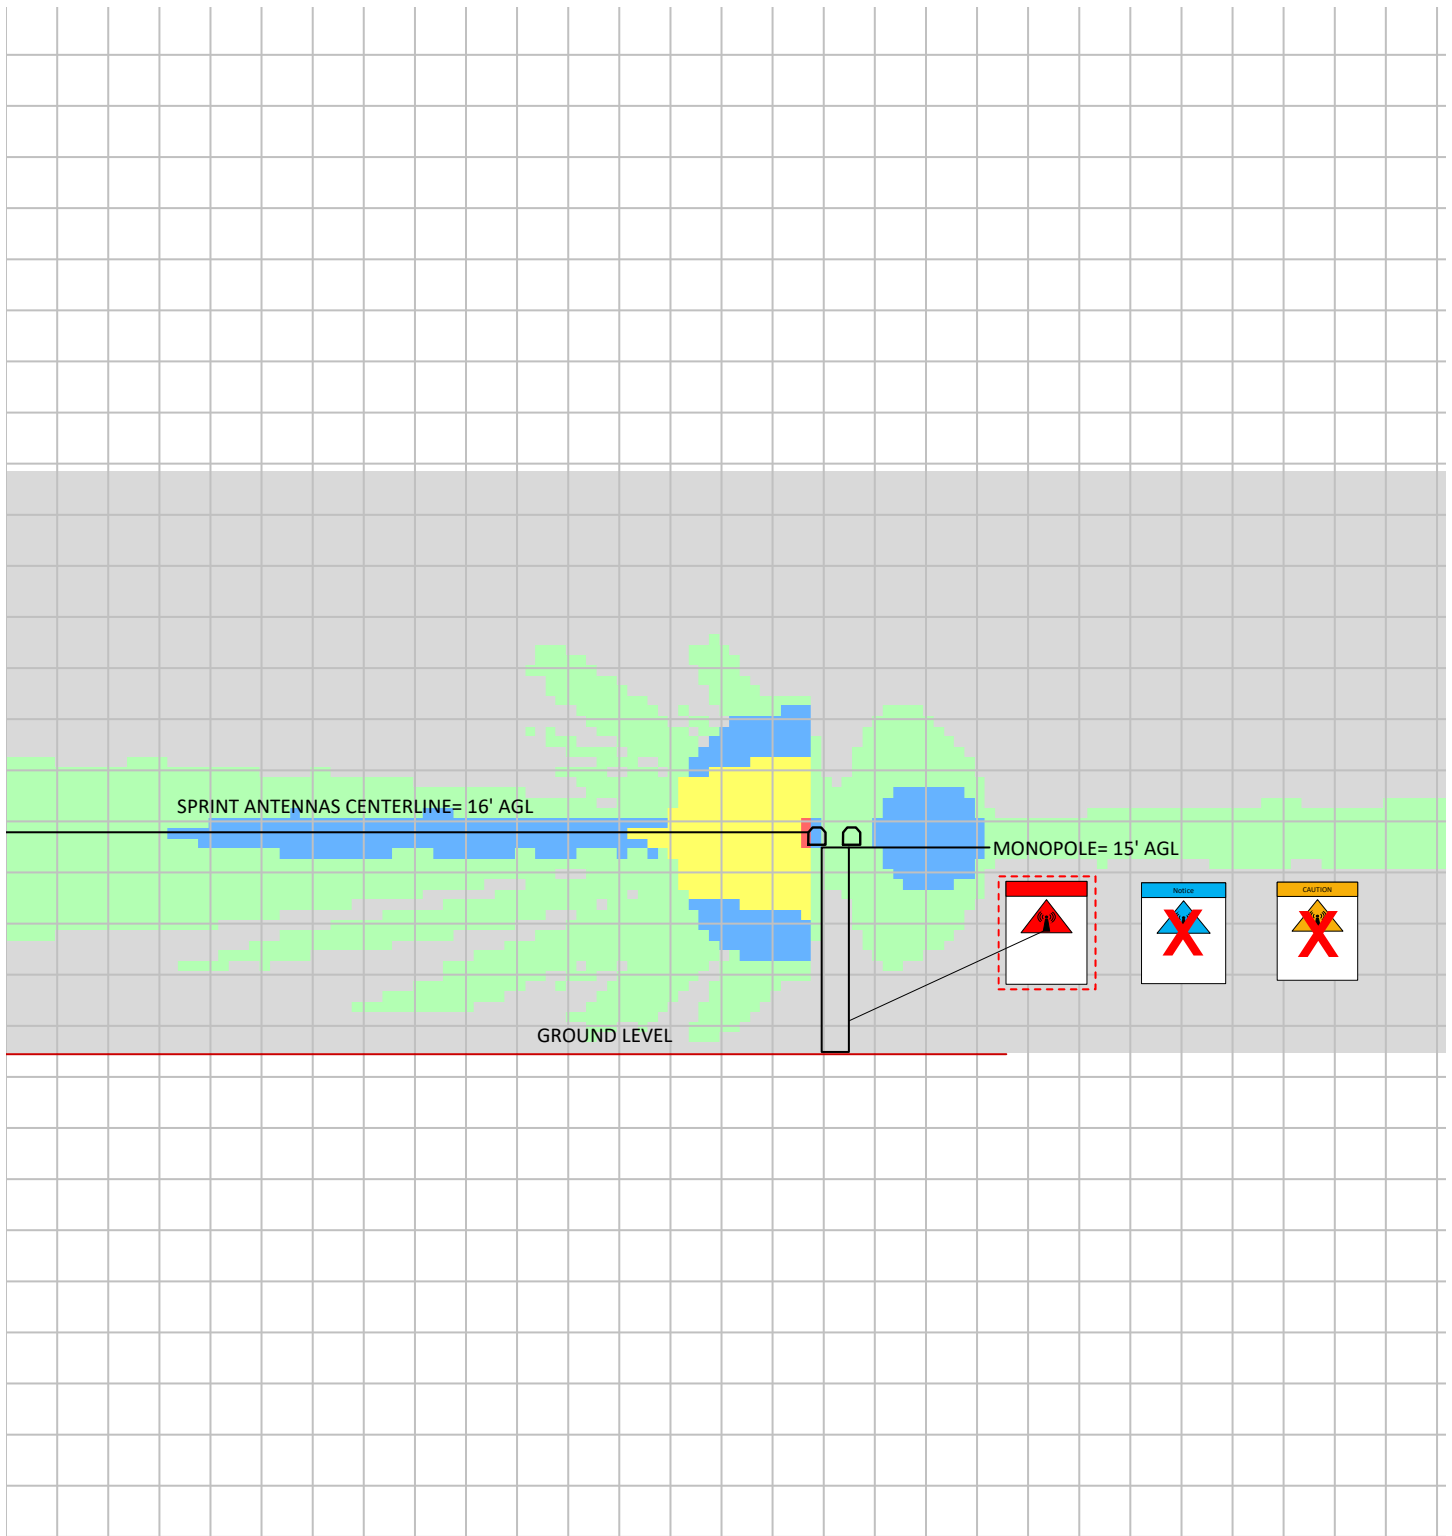 SPRINT ANTENNAS CENTERLINE= 16' AGL
MONOPOLE= 15' AGL
Notice
CAUTION
GROUND LEVEL